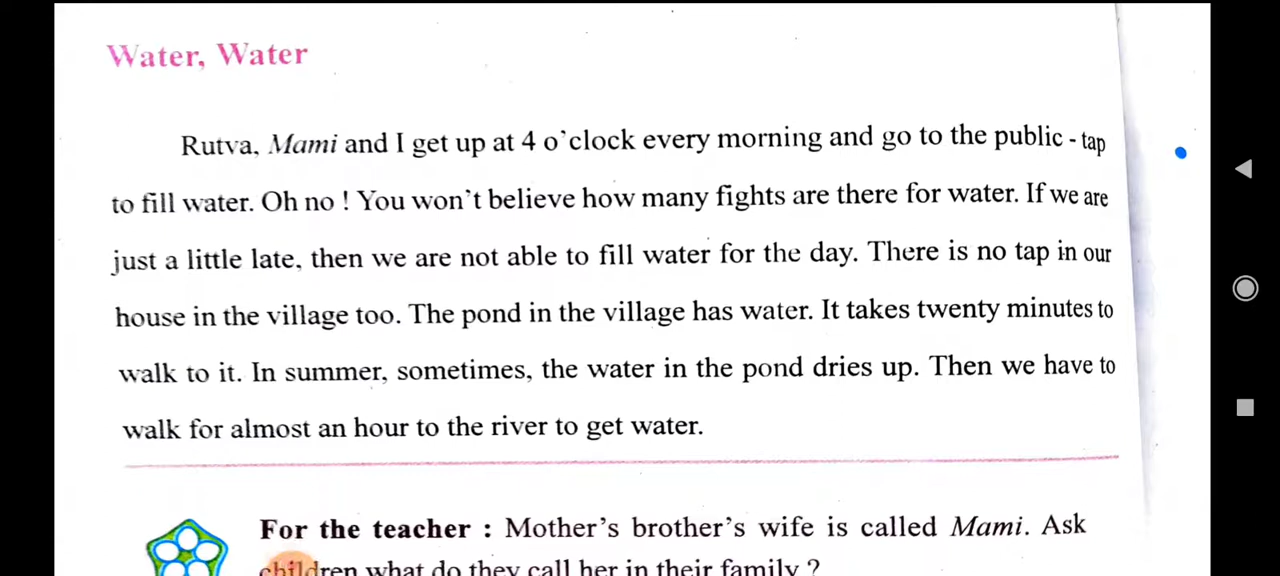 Water, Water
Rutva, Mami and I get up at 4 o'clock every morning and go to the public - tap
to fill water. Oh no ! You won't believe how many fights are there for water. If we are
just a little late, then we are not able to fill water for the day. There is no tap in our
house in the village too. The pond in the village has water. It takes twenty minutes to
walk to it. In summer, sometimes, the water in the pond dries up. Then we have to
walk for almost an hour to the river to get water.
For the teacher : Mother's brother's wife is called Mami. Ask
children what do they call her in their family ?